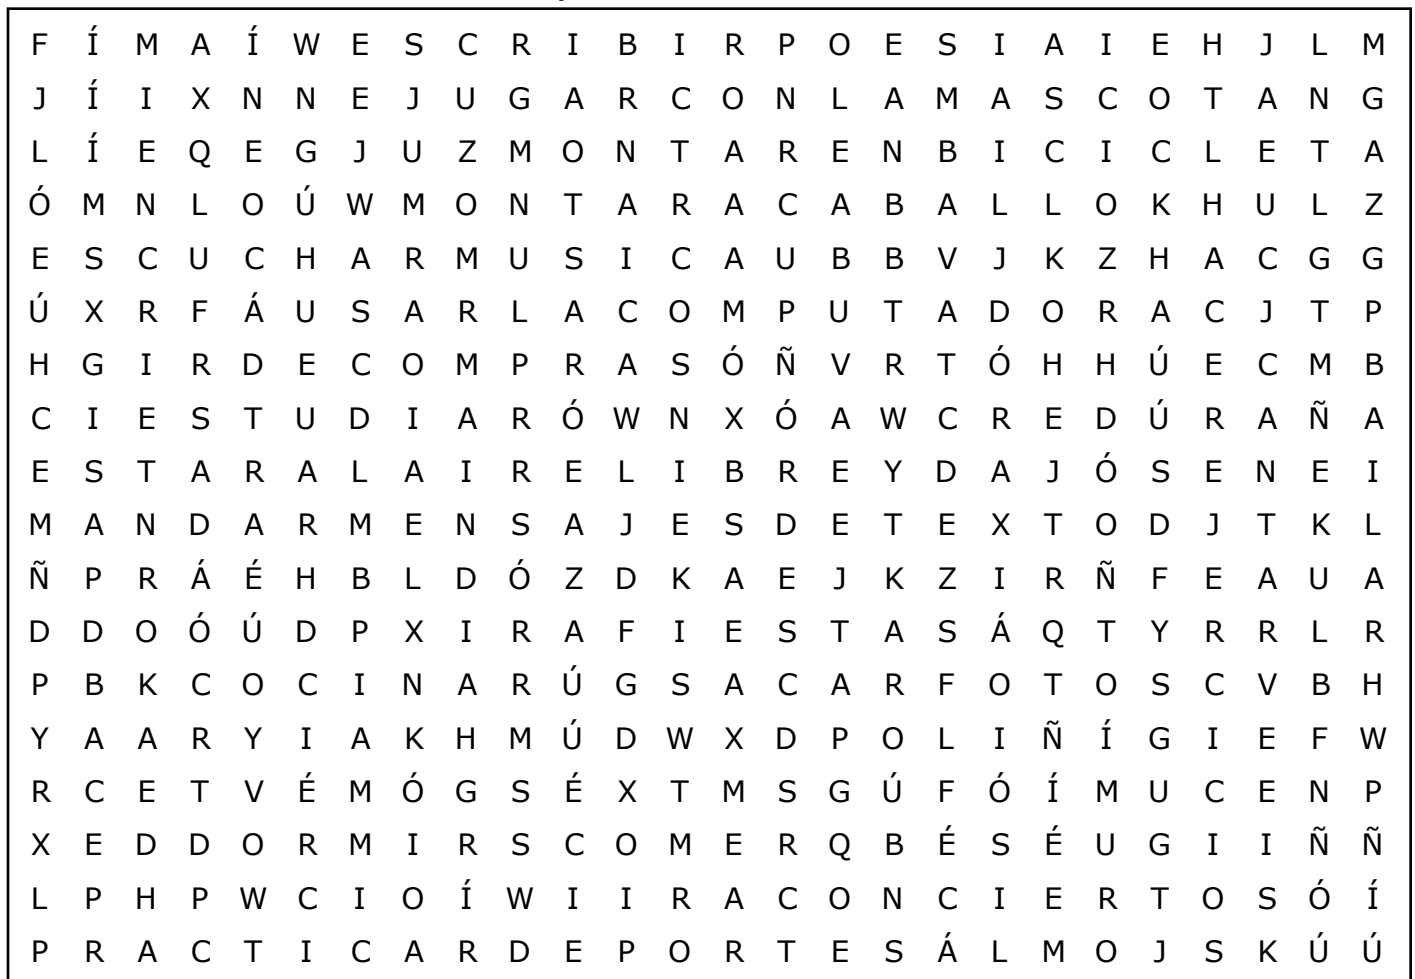 F Í M A Í W E S C R I B I R P O E S I A I E H J L M
J Í I X N N E J U G A R C O N L A M A S C O T A N G
L Í E Q E G J U Z M O N T A R E N B I C I C L E T A
Ó M N L O Ú W M O N T A R A C A B A L L O K H U L Z
E S C U C H A R M U S I C A U B B V J K Z H A C G G
Ú X R F Á U S A R L A C O M P U T A D O R A C J T P
H G I R D E C O M P R A S Ó Ñ V R T Ó H H Ú E C M B
C I E S T U D I A R Ó W N X Ó A W C R E D Ú R A Ñ A
E S T A R A L A I R E L I B R E Y D A J Ó S E N E I
M A N D A R M E N S A J E S D E T E X T O D J T K L
Ñ P R Á É H B L D Ó Z D K A E J K Z I R Ñ F E A U A
D D O Ó Ú D P X I R A F I E S T A S Á Q T Y R R L R
P B K C O C I N A R Ú G S A C A R F O T O S C V B H
Y A A R Y I A K H M Ú D W X D P O L I Ñ Í G I E F W
R C E T V É M Ó G S É X T M S G Ú F Ó Í M U C E N P
X E D D O R M I R S C O M E R Q B É S É U G I I Ñ Ñ
L P H P W C I O Í W I I R A C O N C I E R T O S Ó Í
P R A C T I C A R D E P O R T E S Á L M O J S K Ú Ú